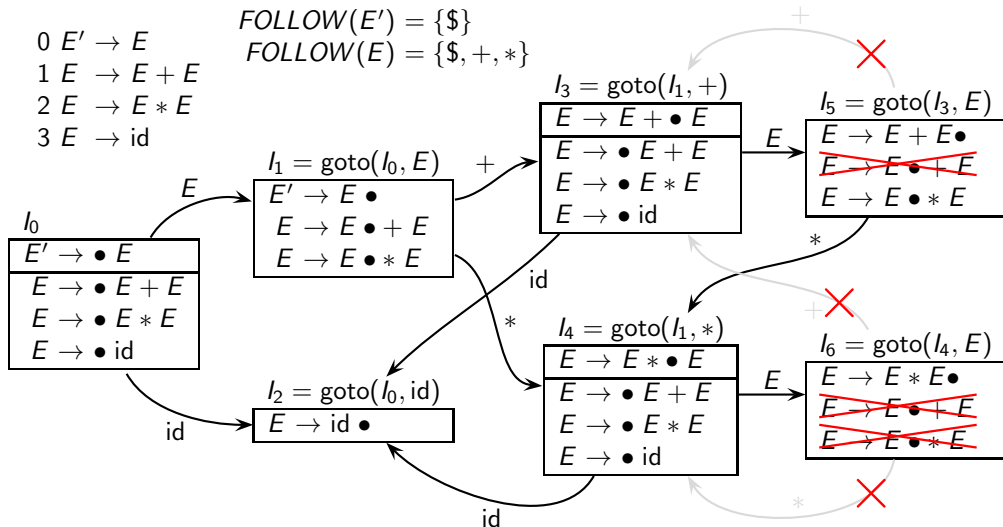 0 E′ → E
1 E → E + E
2 E → E ∗ E
3 E → id
FOLLOW(E′) = {$}
FOLLOW(E) = {$, +, ∗}
I0
E′ → • E
E → • E + E
E → • E ∗ E
E → • id
E
id
I1 = goto(I0, E)
E′ → E •
E → E • + E
E → E • ∗ E
+
∗
I2 = goto(I0, id)
E → id •
I3 = goto(I1, +)
E → E + • E
E → • E + E
E → • E ∗ E
E → • id
E
id
I4 = goto(I1, ∗)
E → E ∗ • E
E → • E + E
E → • E ∗ E
E → • id
E
id
+
I5 = goto(I3, E)
E → E + E•
E → E • + E
E → E • ∗ E
∗
+
I6 = goto(I4, E)
E → E ∗ E•
E → E • + E
E → E • ∗ E
∗